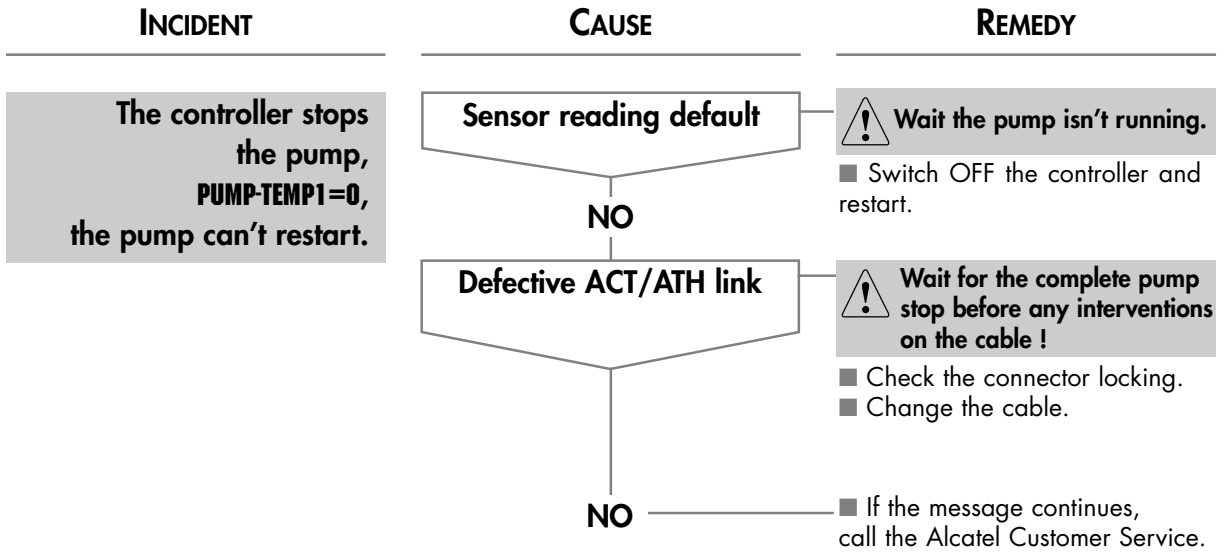 INCIDENT
CAUSE
REMEDY
The controller stops
the pump,
PUMP-TEMP1=0,
the pump can't restart.
Sensor reading default
Wait the pump isn't running.
■ Switch OFF the controller and
restart.
NO
Defective ACT/ATH link
Wait for the complete pump
stop before any interventions
on the cable !
■ Check the connector locking.
■ Change the cable.
NO
■ If the message continues,
call the Alcatel Customer Service.